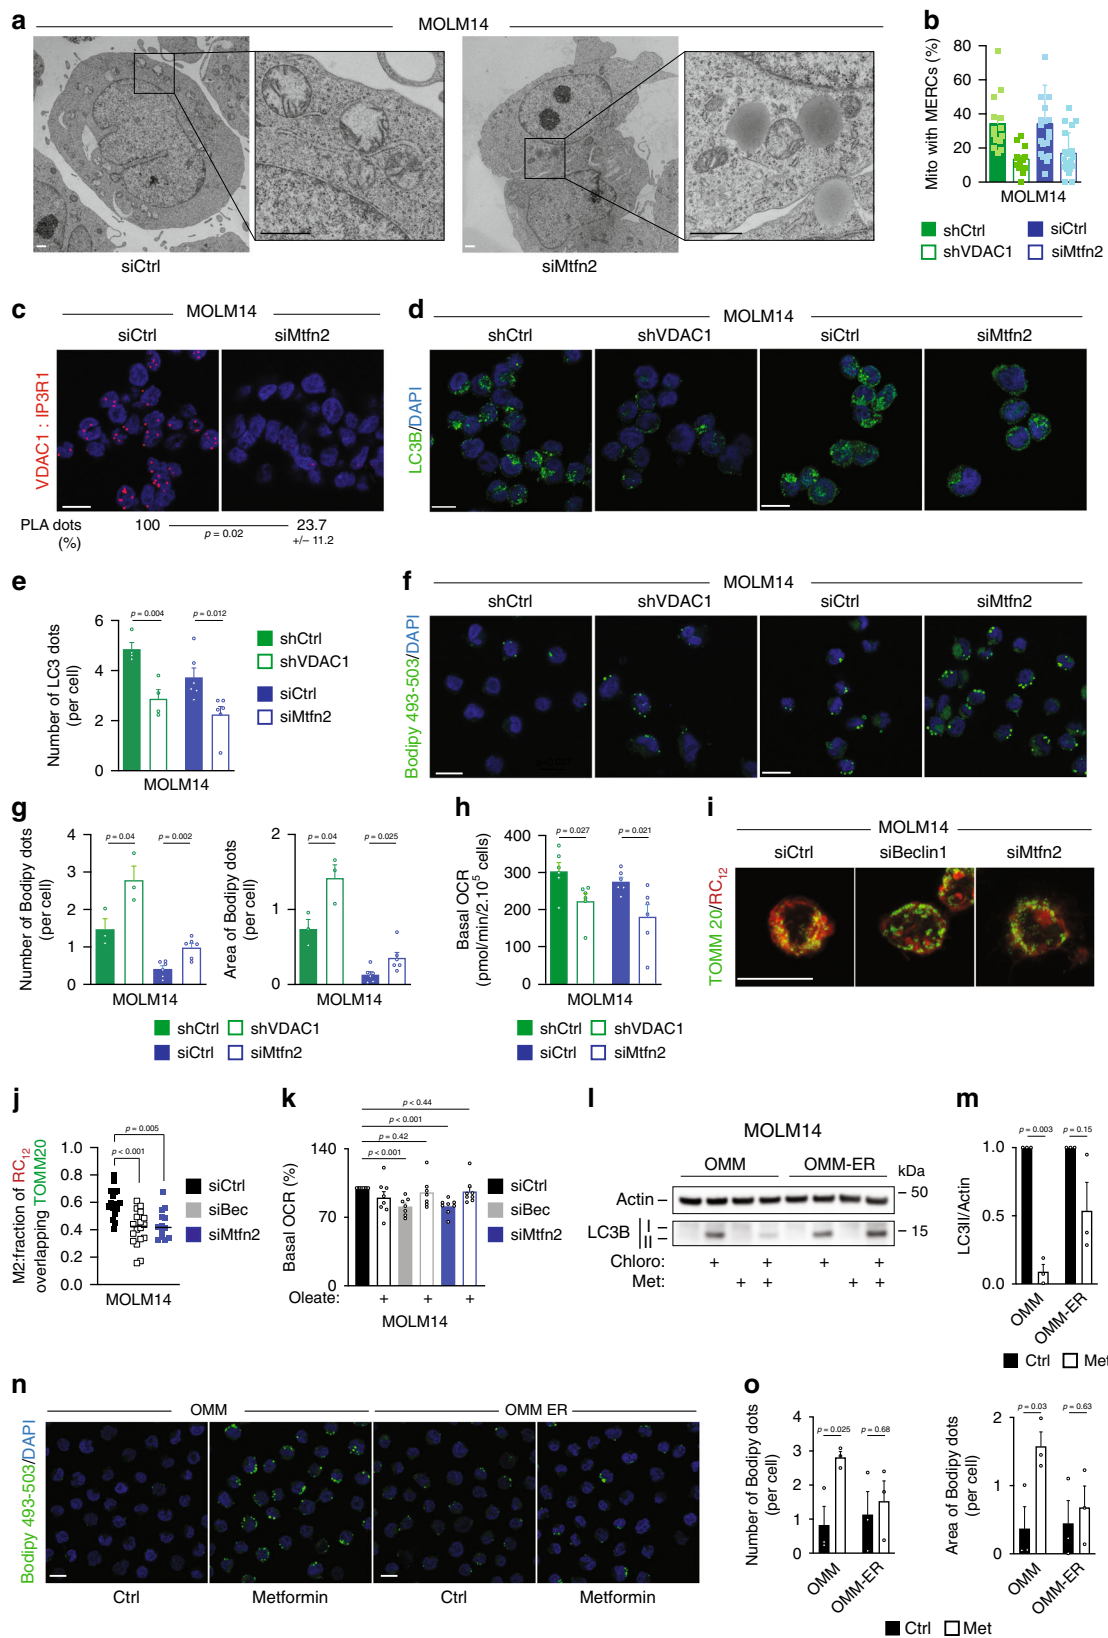 a
MOLM14
siCtrl
siMtfn2
b
Mito with MERCs (%)
80
60
40
20
0
MOLM14
shCtrl
siCtrl
shVDAC1
siMtfn2
c
MOLM14
siCtrl
siMtfn2
VDAC1 : IP3R1
PLA dots
(%)
100
p = 0.02
23.7
+/– 11.2
d
MOLM14
shCtrl
shVDAC1
siCtrl
siMtfn2
LC3B/DAPI
e
Number of LC3 dots
(per cell)
6
4
2
0
p = 0.004
p = 0.012
MOLM14
shCtrl
shVDAC1
siCtrl
siMtfn2
f
MOLM14
shCtrl
shVDAC1
siCtrl
siMtfn2
Bodipy 493-503/DAPI
g
Number of Bodipy dots
(per cell)
4
3
2
1
0
p = 0.04
p = 0.002
MOLM14
Area of Bodipy dots
(per cell)
2
1
0
p = 0.04
p = 0.025
MOLM14
shCtrl
shVDAC1
siCtrl
siMtfn2
h
Basal OCR
(pmol/min/2.10⁵ cells)
400
300
200
100
0
p = 0.027
p = 0.021
MOLM14
shCtrl
shVDAC1
siCtrl
siMtfn2
i
MOLM14
siCtrl
siBeclin1
siMtfn2
TOMM 20/RC₁₂
j
M2:fraction of RC₁₂
overlapping TOMM20
1.0
0.8
0.6
0.4
0.2
0.0
p = 0.005
p < 0.001
MOLM14
siCtrl
siBec
siMtfn2
k
Basal OCR (%)
140
70
0
p < 0.44
p < 0.001
p = 0.42
p < 0.001
Oleate:
+
+
+
MOLM14
siCtrl
siBec
siMtfn2
l
MOLM14
OMM
OMM-ER
kDa
Actin
50
LC3B
I
II
15
Chloro:
+
+
+
+
Met:
+
+
+
+
m
LC3II/Actin
1.0
0.5
0.0
p = 0.003
p = 0.15
OMM
OMM-ER
Ctrl
Met
n
OMM
OMM ER
Bodipy 493-503/DAPI
Ctrl
Metformin
Ctrl
Metformin
o
Number of Bodipy dots
(per cell)
4
3
2
1
0
p = 0.025
p = 0.68
OMM
OMM-ER
Area of Bodipy dots
(per cell)
2
1
0
p = 0.03
p = 0.63
OMM
OMM-ER
Ctrl
Met